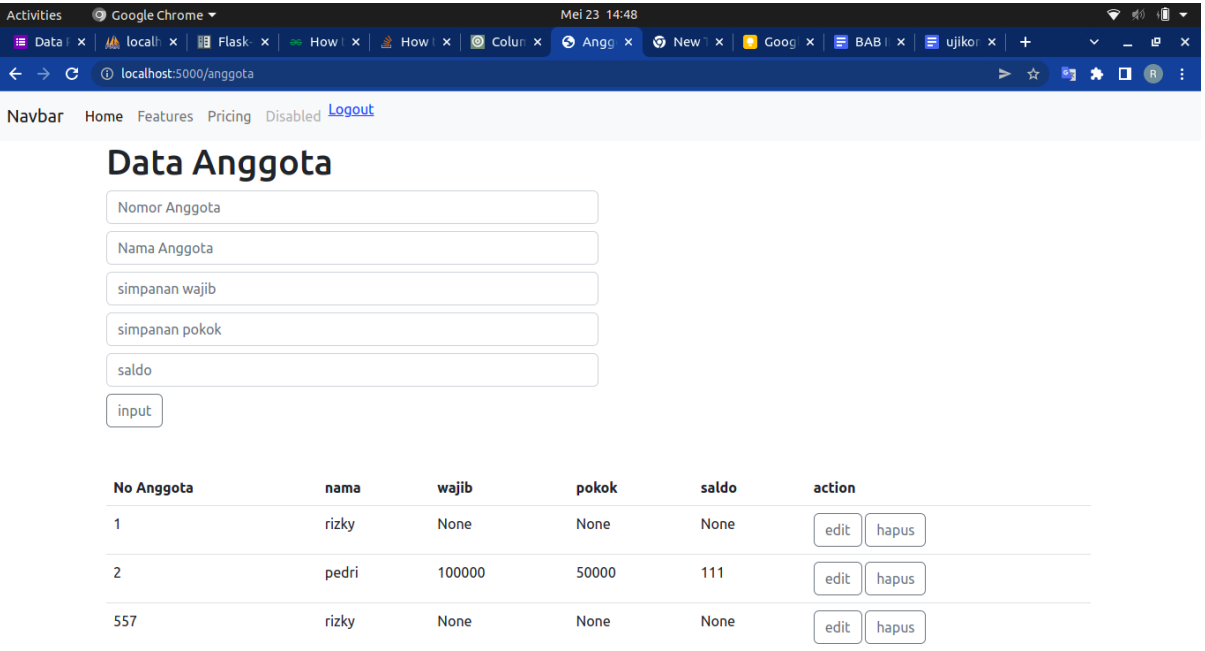 Activities Google Chrome Mei 23 14:48
Data localh Flask- How How Colun Angg New Goog BAB ujikor
localhost:5000/anggota R
Navbar Home Features Pricing Disabled Logout
Data Anggota
Nomor Anggota
Nama Anggota
simpanan wajib
simpanan pokok
saldo
input
No Anggota nama wajib pokok saldo action
1 rizky None None None edit hapus
2 pedri 100000 50000 111 edit hapus
557 rizky None None None edit hapus